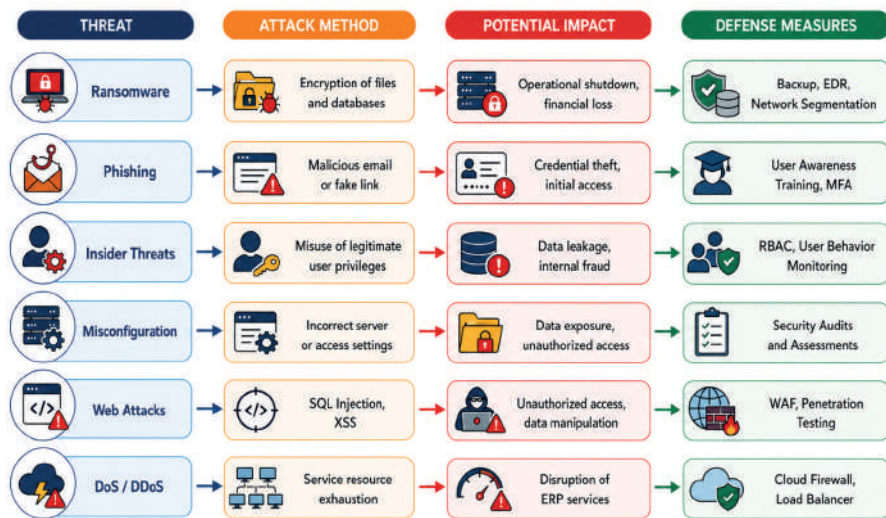 THREAT
ATTACK METHOD
POTENTIAL IMPACT
DEFENSE MEASURES
Ransomware
Encryption of files
and databases
Operational shutdown,
financial loss
Bacxup, EDR,
Network Segmentation
Phishing
Malicious email
or fake link
Credential theft,
initial access
User Awareness
Training, MFA
Insider Threats
Misuse of legitimate
user privileges
Data leakage,
internal fraud
RBAC, User Behavior
Monitoring
Misconfiguration
Incorrect server
or access settings
Data exposure,
unauthorized access
Security Audits
and Assessments
Web Attacks
SQL Injection,
XSS
Unauthorized access,
data manipulation
WAF, Penetration
Testing
DoS / DDoS
Service resource
exhaustion
Disruption of
ERP services
Cloud Firewall,
Load Balancer